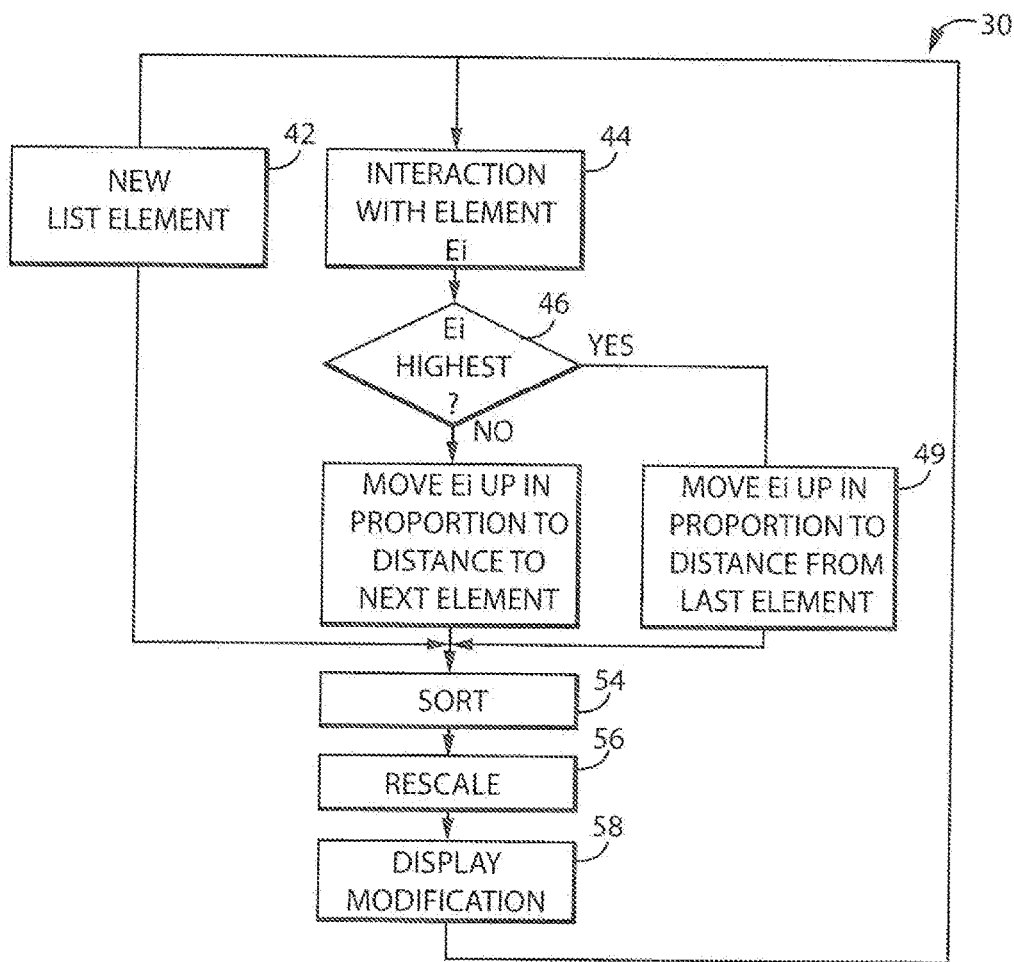 30
42
NEW
LIST ELEMENT
44
INTERACTION
WITH ELEMENT
Ei
46
Ei
HIGHEST
?
YES
NO
MOVE Ei UP IN
PROPORTION TO
DISTANCE TO
NEXT ELEMENT
49
MOVE Ei UP IN
PROPORTION TO
DISTANCE FROM
LAST ELEMENT
54
SORT
56
RESCALE
58
DISPLAY
MODIFICATION